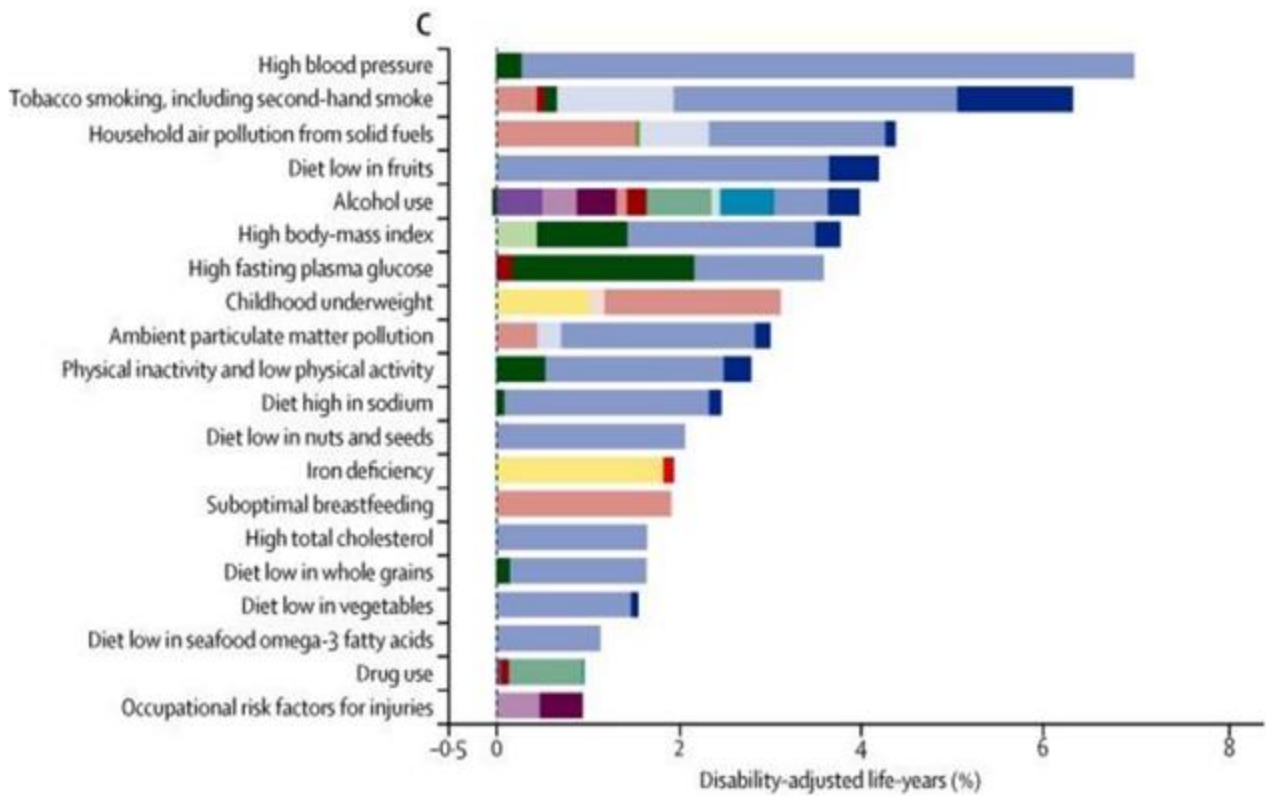 C
High blood pressure
Tobacco smoking, including second-hand smoke
Household air pollution from solid fuels
Diet low in fruits
Alcohol use
High body-mass index
High fasting plasma glucose
Childhood underweight
Ambient particulate matter pollution
Physical inactivity and low physical activity
Diet high in sodium
Diet low in nuts and seeds
Iron deficiency
Suboptimal breastfeeding
High total cholesterol
Diet low in whole grains
Diet low in vegetables
Diet low in seafood omega-3 fatty acids
Drug use
Occupational risk factors for injuries
–0·5 0 2 4 6 8
Disability-adjusted life-years (%)